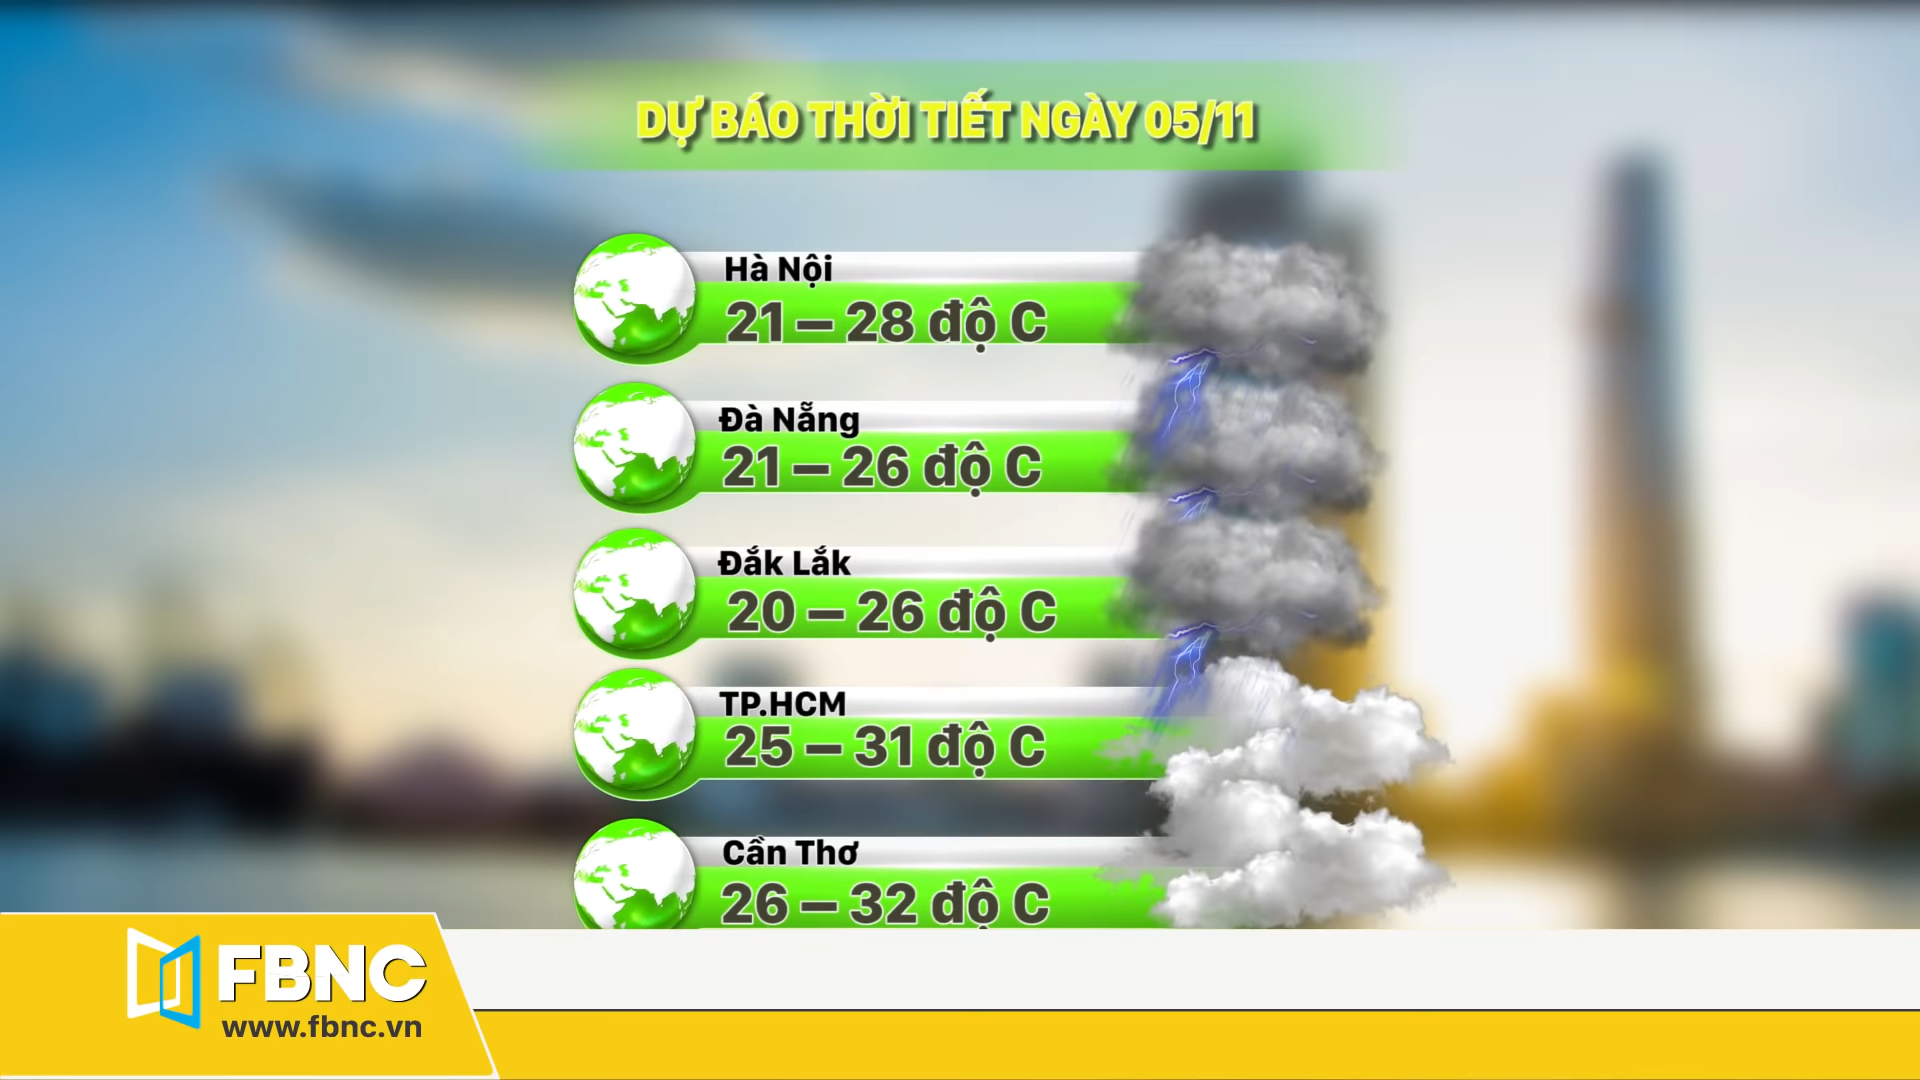 DỰ BÁO THỜI TIẾT NGÀY 05/11
Hà Nội
21 – 28 độ C
Đà Nẵng
21 – 26 độ C
Đắk Lắk
20 – 26 độ C
TP.HCM
25 – 31 độ C
Cần Thơ
26 – 32 độ C
FBNC
www.fbnc.vn